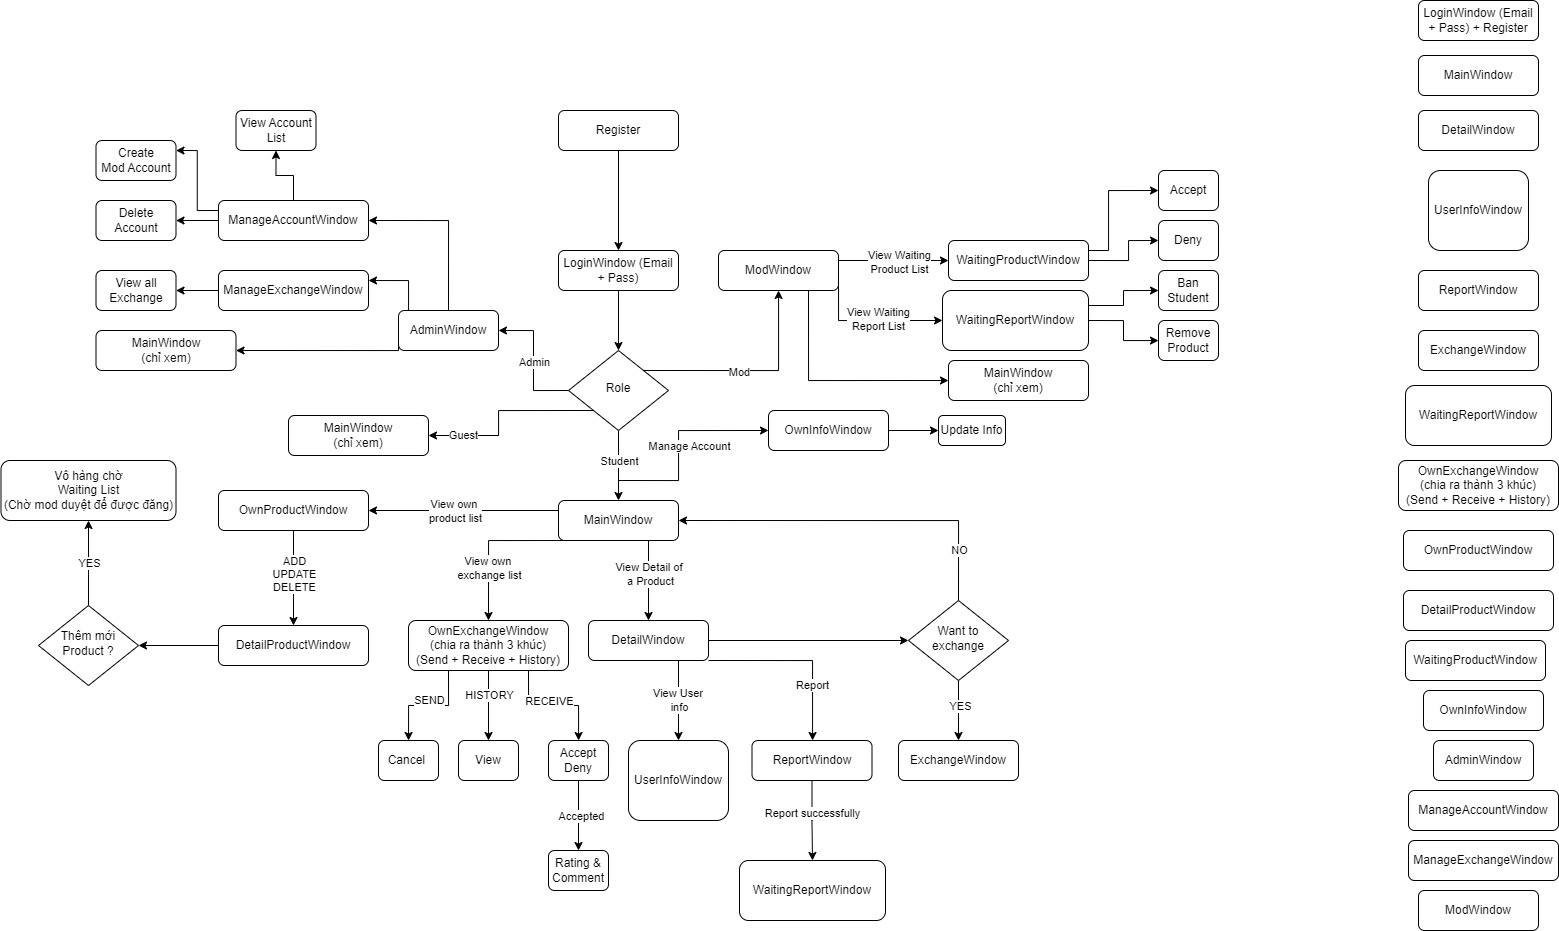 LoginWindow (Email
+ Pass) + Register
MainWindow
DetailWindow
UserInfoWindow
ReportWindow
ExchangeWindow
WaitingReportWindow
OwnExchangeWindow
(chia ra thành 3 khúc)
(Send + Receive + History)
OwnProductWindow
DetailProductWindow
WaitingProductWindow
OwnInfoWindow
AdminWindow
ManageAccountWindow
ManageExchangeWindow
ModWindow
View Account
List
Create
Mod Account
Delete
Account
ManageAccountWindow
View all
Exchange
ManageExchangeWindow
MainWindow
(chỉ xem)
AdminWindow
Admin
Register
LoginWindow (Email
+ Pass)
Role
Mod
ModWindow
View Waiting
Product List
WaitingProductWindow
Accept
Deny
View Waiting
Report List
WaitingReportWindow
Ban
Student
Remove
Product
MainWindow
(chỉ xem)
MainWindow
(chỉ xem)
Guest
Student
Manage Account
OwnInfoWindow
Update Info
Vô hàng chờ
Waiting List
(Chờ mod duyệt để được đăng)
YES
Thêm mới
Product ?
OwnProductWindow
ADD
UPDATE
DELETE
DetailProductWindow
View own
product list
MainWindow
View own
exchange list
View Detail of
a Product
NO
OwnExchangeWindow
(chia ra thành 3 khúc)
(Send + Receive + History)
DetailWindow
Want to
exchange
SEND
HISTORY
RECEIVE
View User
info
Report
YES
Cancel
View
Accept
Deny
UserInfoWindow
ReportWindow
ExchangeWindow
Accepted
Report successfully
Rating &
Comment
WaitingReportWindow